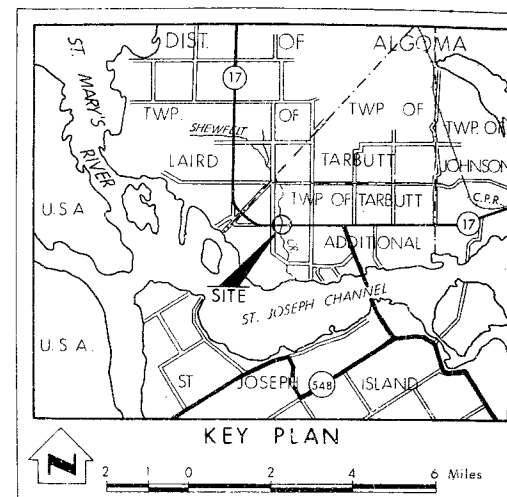 DIST. OF ALGOMA
ST. MARY'S RIVER
17
TWP. OF LAIRD
SHEWFELT
TWP OF TARBUTT
TWP. OF JOHNSON
C.P.R.
U.S.A
TWP OF TARBUTT
17
ADDITIONAL
SITE
ST. JOSEPH CHANNEL
U.S.A.
ST JOSEPH ISLAND
548
KEY PLAN
N
2 1 0 2 4 6 Miles